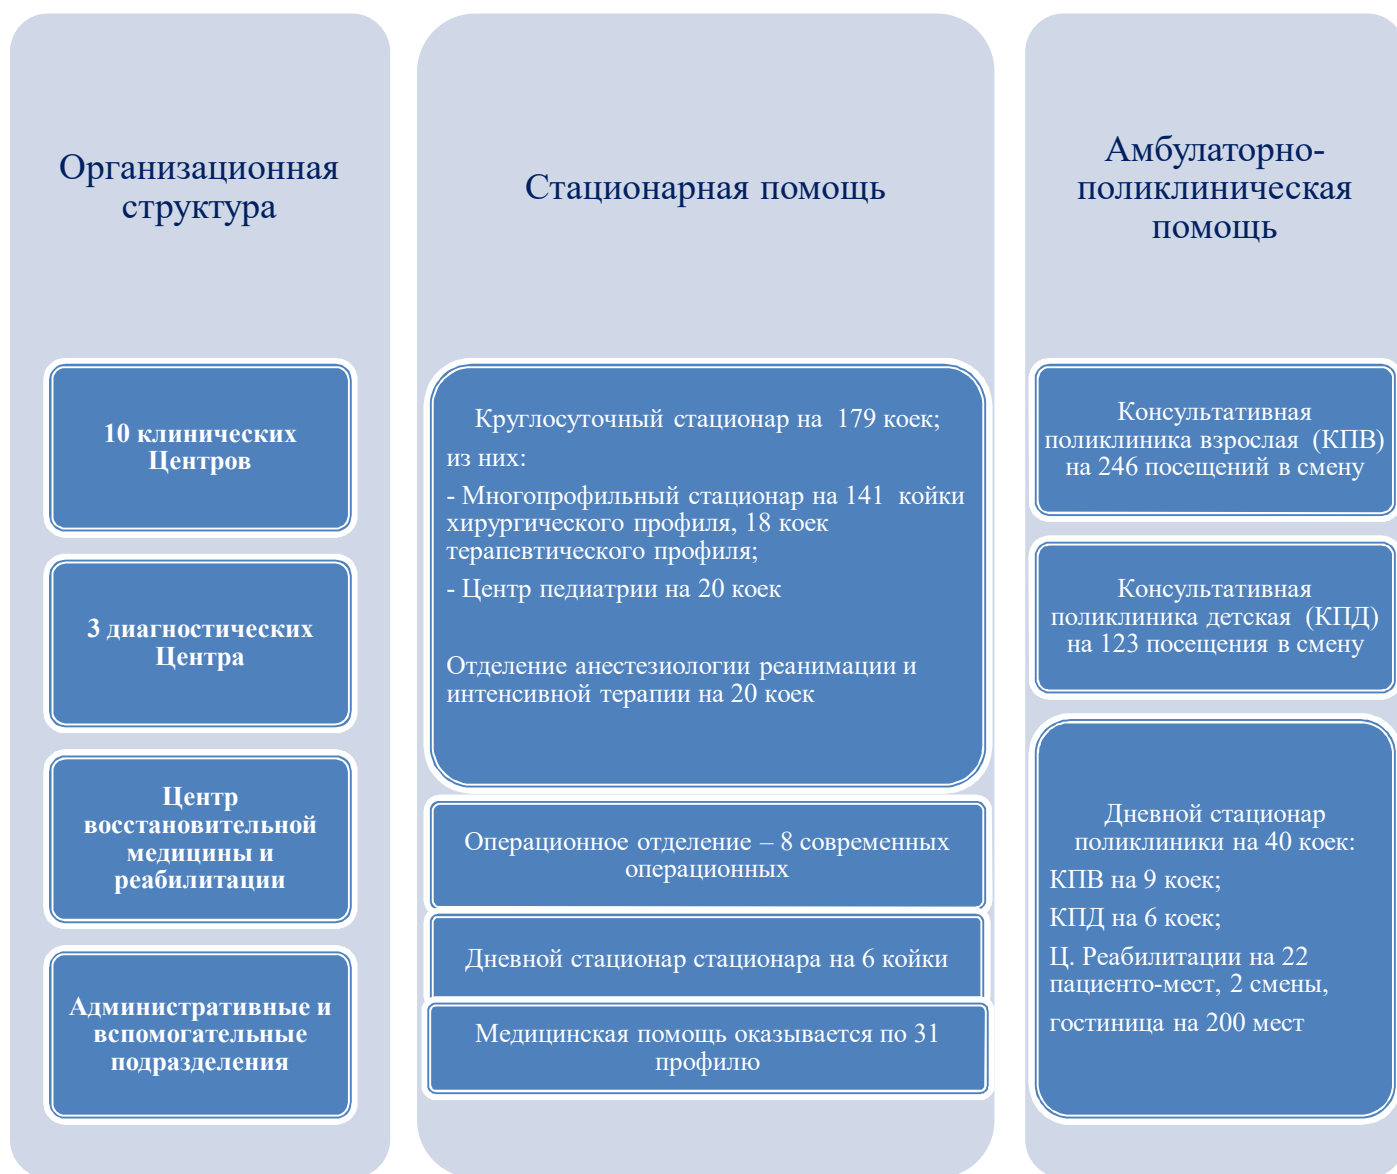 Организационная
структура
10 клинических
Центров
3 диагностических
Центра
Центр
восстановительной
медицины и
реабилитации
Административные и
вспомогательные
подразделения
Стационарная помощь
Круглосуточный стационар на 179 коек;
из них:
- Многопрофильный стационар на 141 койки
хирургического профиля, 18 коек
терапевтического профиля;
- Центр педиатрии на 20 коек
Отделение анестезиологии реанимации и
интенсивной терапии на 20 коек
Операционное отделение – 8 современных
операционных
Дневной стационар стационара на 6 койки
Медицинская помощь оказывается по 31
профилю
Амбулаторно-
поликлиническая
помощь
Консультативная
поликлиника взрослая (КПВ)
на 246 посещений в смену
Консультативная
поликлиника детская (КПД)
на 123 посещения в смену
Дневной стационар
поликлиники на 40 коек:
КПВ на 9 коек;
КПД на 6 коек;
Ц. Реабилитации на 22
пациенто-мест, 2 смены,
гостиница на 200 мест